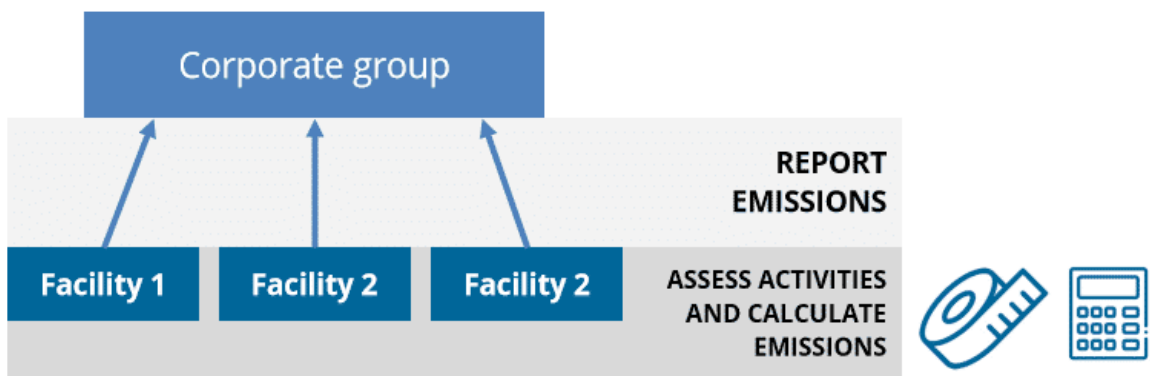 Corporate group
REPORT
EMISSIONS
Facility 1
Facility 2
Facility 2
ASSESS ACTIVITIES
AND CALCULATE
EMISSIONS